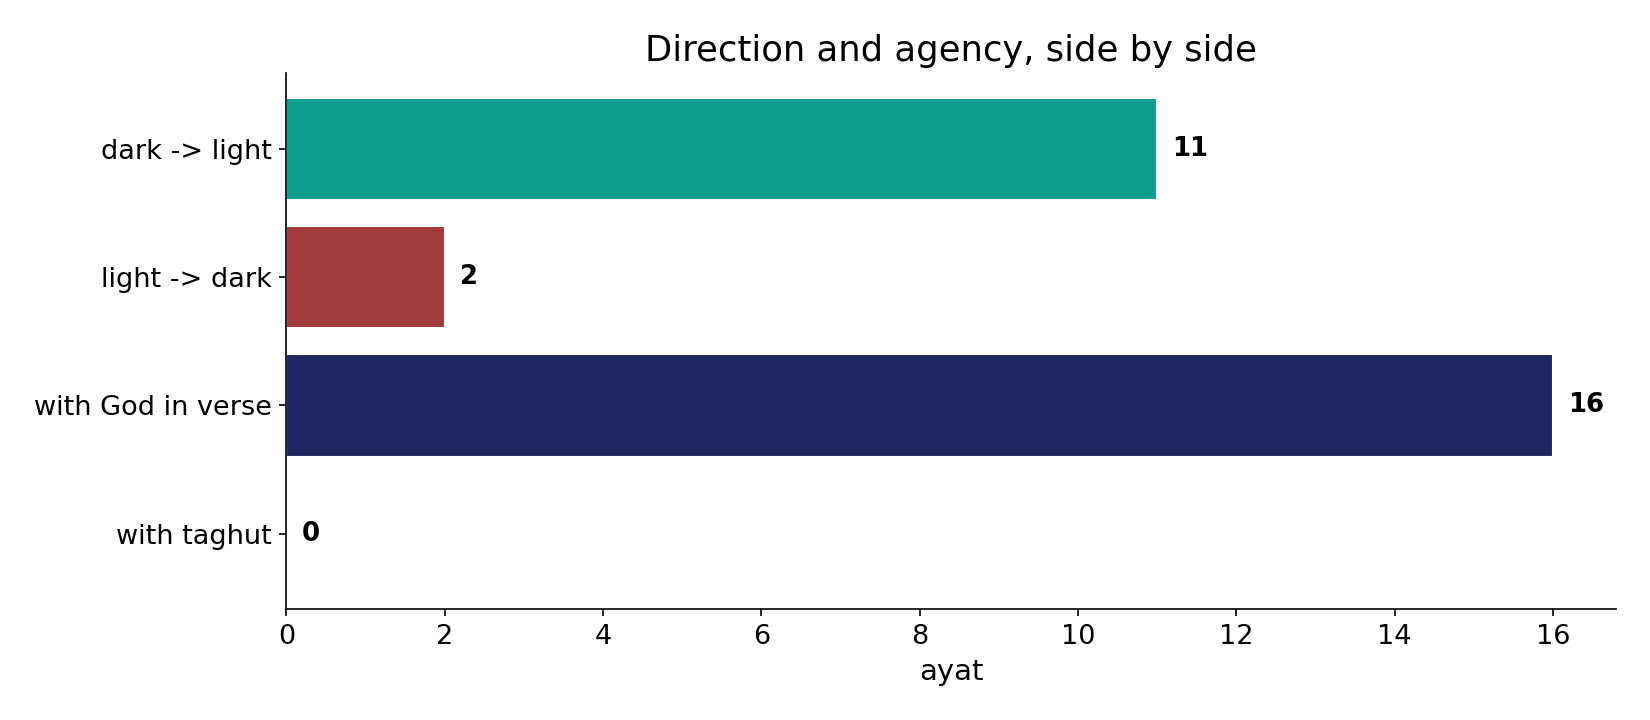 Direction and agency, side by side
dark -> light
11
light -> dark
2
with God in verse
16
with taghut
0
0 2 4 6 8 10 12 14 16
ayat